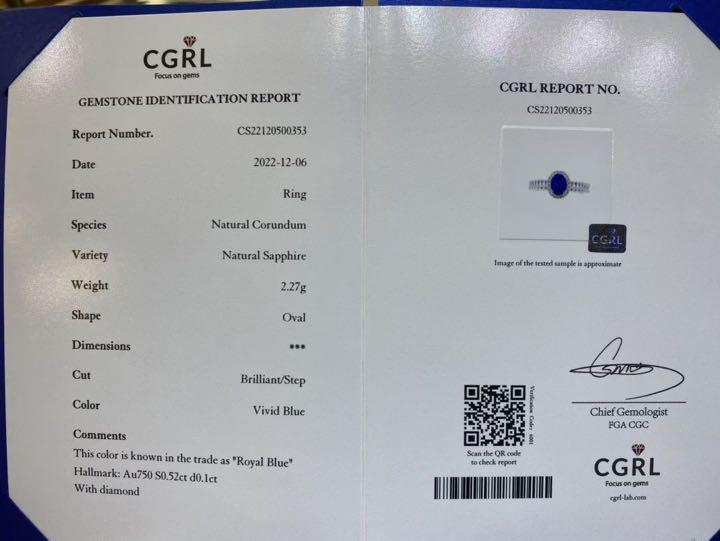 CGRL
Focus on gems
GEMSTONE IDENTIFICATION REPORT
Report Number. CS22120500353
Date 2022-12-06
Item Ring
Species Natural Corundum
Variety Natural Sapphire
Weight 2.27g
Shape Oval
Dimensions ***
Cut Brilliant/Step
Color Vivid Blue
Comments
This color is known in the trade as "Royal Blue"
Hallmark: Au750 S0.52ct d0.1ct
With diamond
CGRL REPORT NO.
CS22120500353
CGRL
Image of the tested sample is approximate
Verification Code: 6081
Scan the QR code
to check report
Chief Gemologist
FGA CGC
CGRL
Focus on gems
cgrl-lab.com